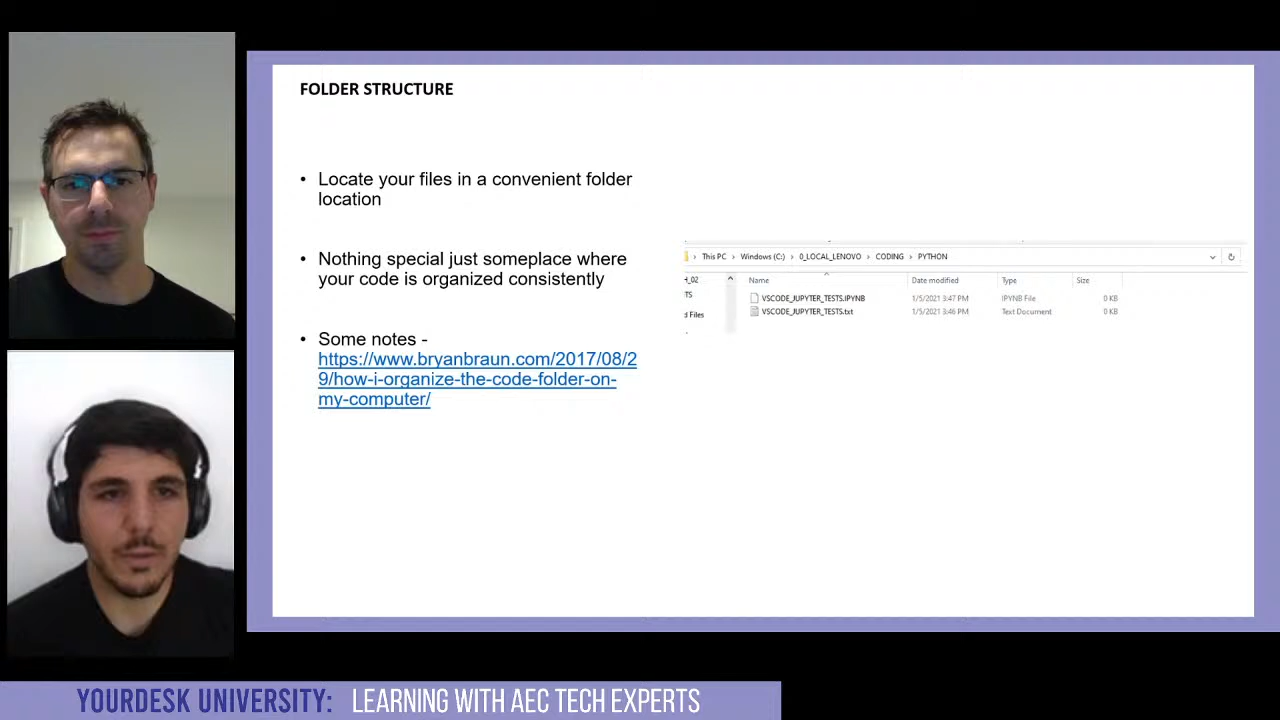 FOLDER STRUCTURE
• Locate your files in a convenient folder
location
• Nothing special just someplace where
your code is organized consistently
• Some notes -
https://www.bryanbraun.com/2017/08/2
9/how-i-organize-the-code-folder-on-
my-computer/
This PC > Windows (C:) > 0_LOCAL_LENOVO > CODING > PYTHON
Name Date modified Type Size
VSCODE_JUPYTER_TESTS.IPYNB 1/5/2021 3:47 PM IPYNB File 0 KB
VSCODE_JUPYTER_TESTS.txt 1/5/2021 3:46 PM Text Document 0 KB
H_02
TS
d Files
YOURDESK UNIVERSITY: LEARNING WITH AEC TECH EXPERTS